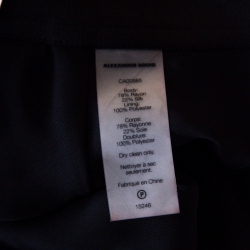 ALEXANDER WANG
Body:
78% Rayon
22% Silk
Lining:
100% Polyester
Corps:
78% Rayonne
22% Soie
Doublure:
100% Polyester
Dry clean only.
Nettoyer à sec
seulement.
Fabriqué en Chine
P
15246